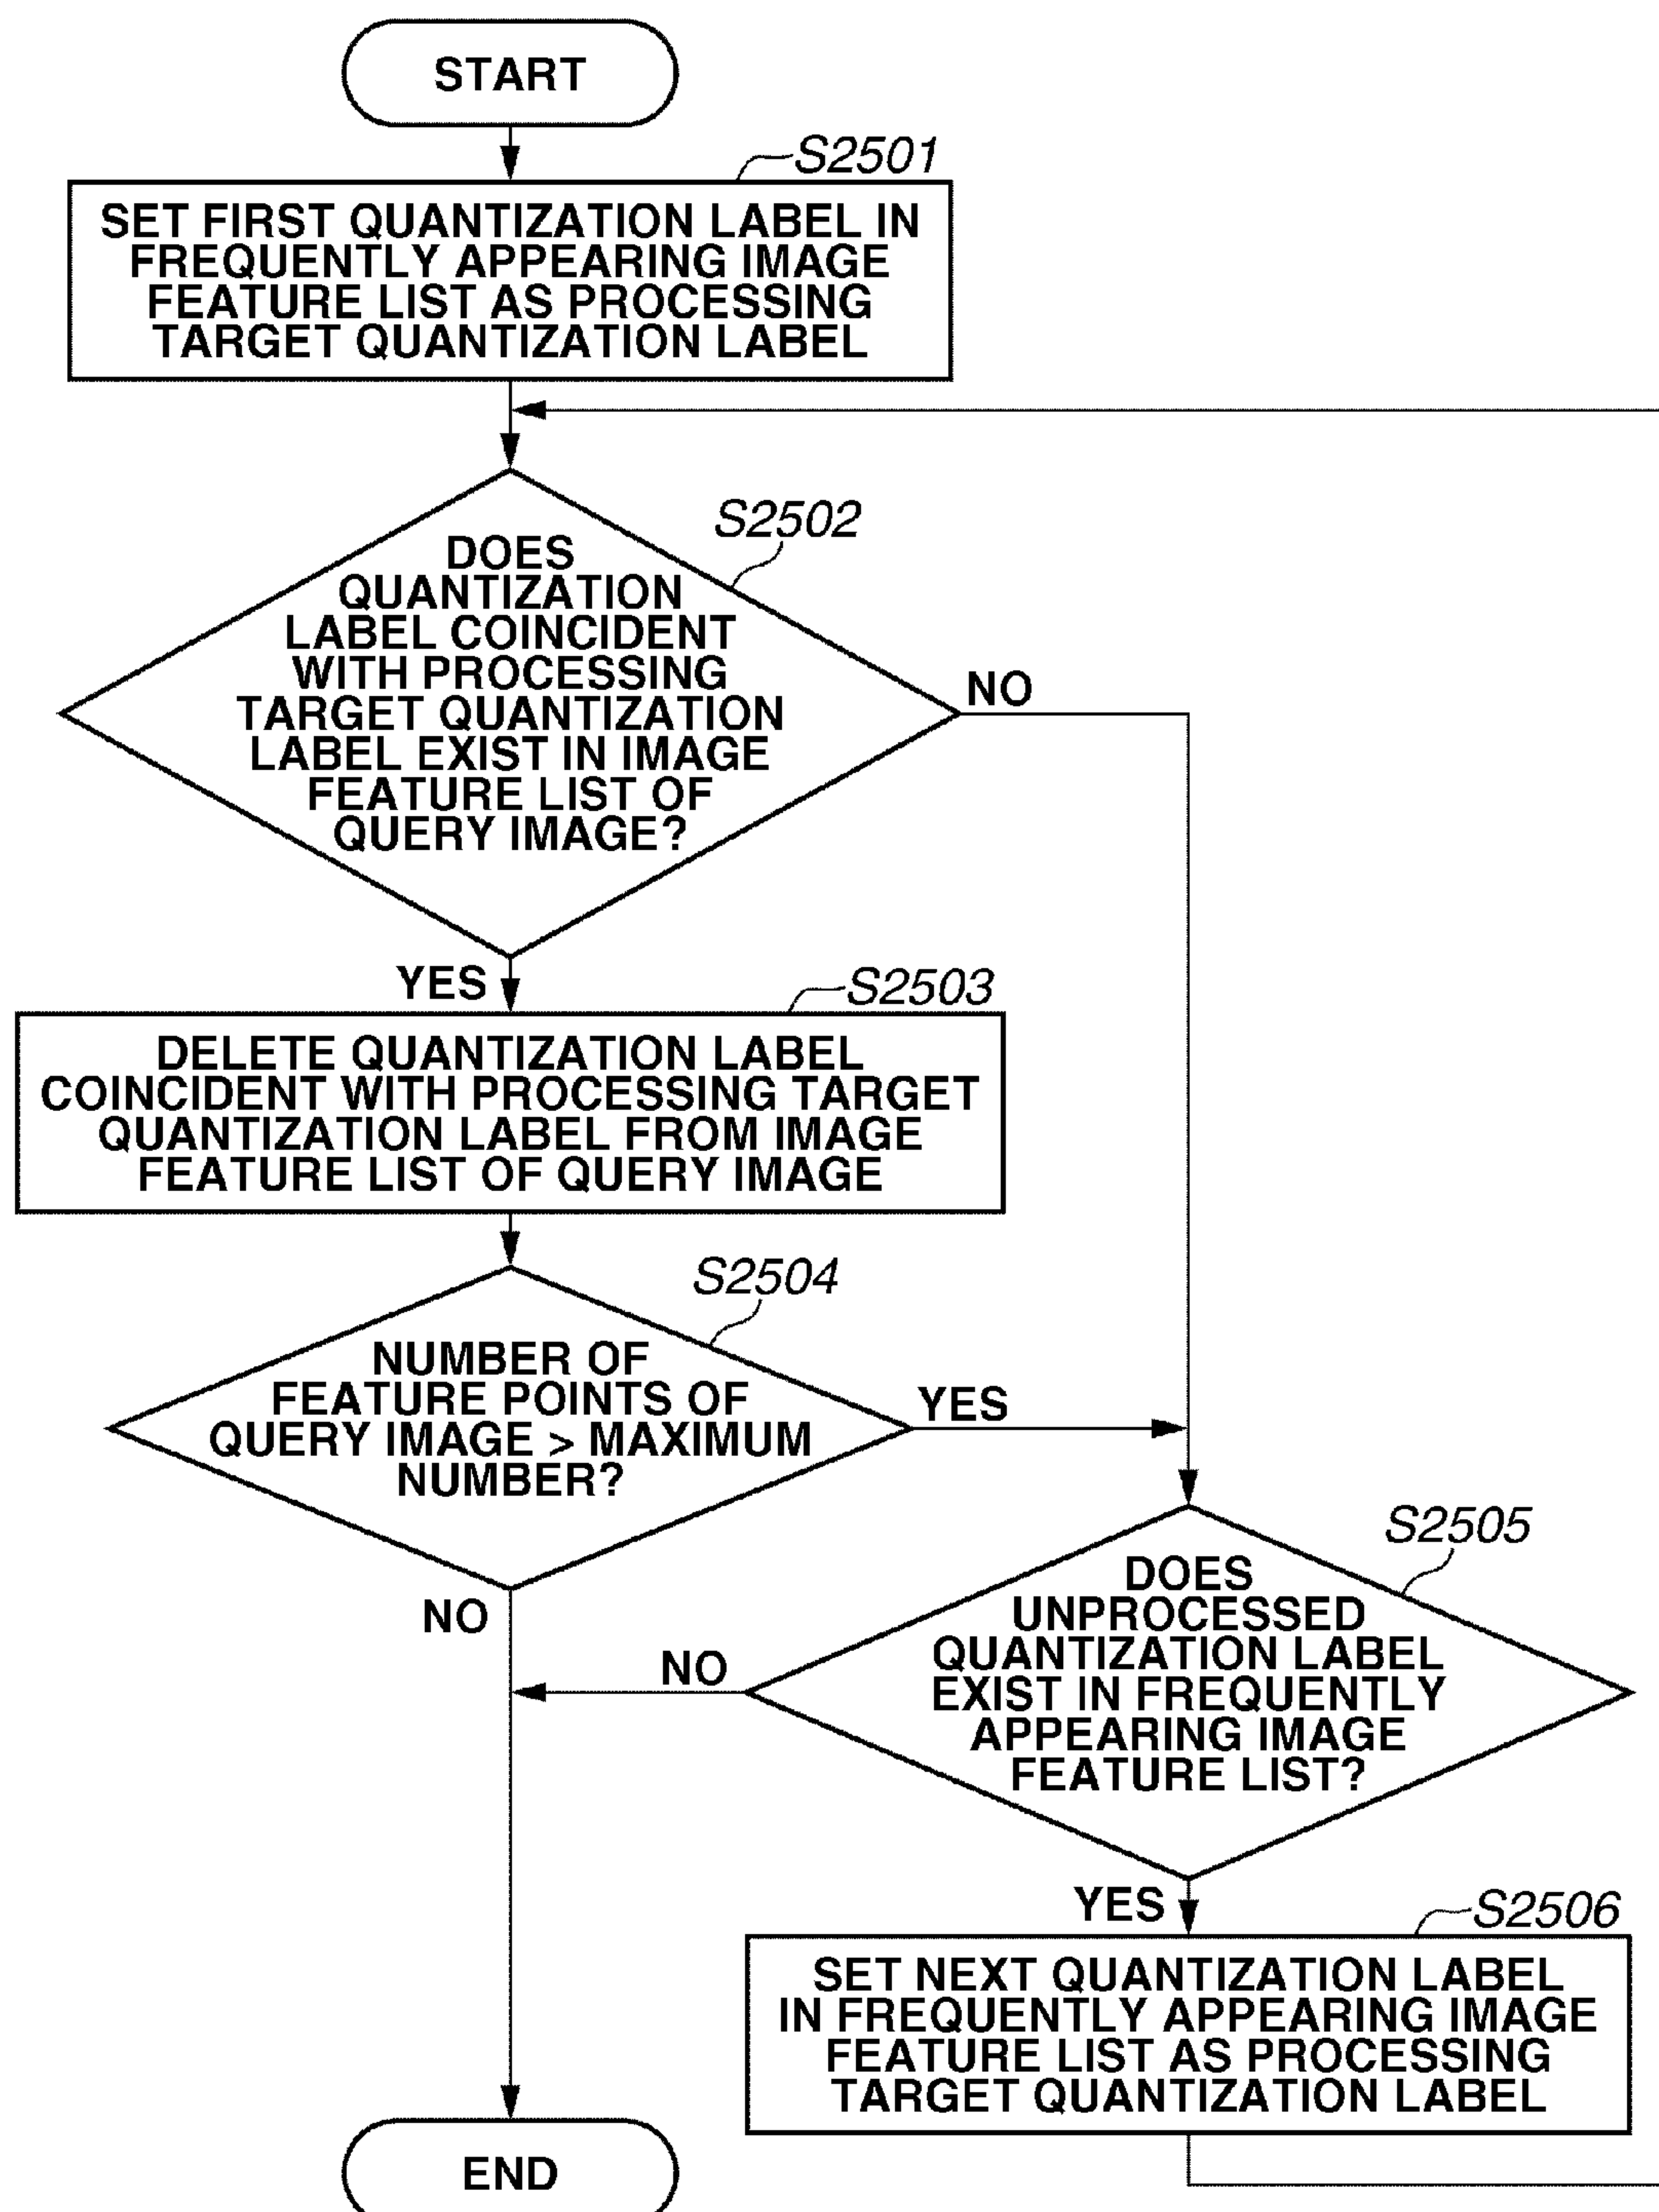 START
S2501
SET FIRST QUANTIZATION LABEL IN
FREQUENTLY APPEARING IMAGE
FEATURE LIST AS PROCESSING
TARGET QUANTIZATION LABEL
S2502
DOES
QUANTIZATION
LABEL COINCIDENT
WITH PROCESSING
TARGET QUANTIZATION
LABEL EXIST IN IMAGE
FEATURE LIST OF
QUERY IMAGE?
NO
YES
S2503
DELETE QUANTIZATION LABEL
COINCIDENT WITH PROCESSING TARGET
QUANTIZATION LABEL FROM IMAGE
FEATURE LIST OF QUERY IMAGE
S2504
NUMBER OF
FEATURE POINTS OF
QUERY IMAGE > MAXIMUM
NUMBER?
YES
NO
S2505
DOES
UNPROCESSED
QUANTIZATION LABEL
EXIST IN FREQUENTLY
APPEARING IMAGE
FEATURE LIST?
NO
YES
S2506
SET NEXT QUANTIZATION LABEL
IN FREQUENTLY APPEARING IMAGE
FEATURE LIST AS PROCESSING
TARGET QUANTIZATION LABEL
END